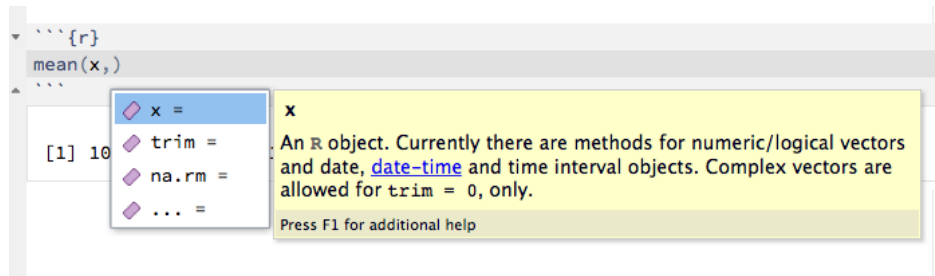 ```{r}
mean(x,)
```
[1] 10
x =
trim =
na.rm =
... =
x
An R object. Currently there are methods for numeric/logical vectors
and date, date-time and time interval objects. Complex vectors are
allowed for trim = 0, only.
Press F1 for additional help